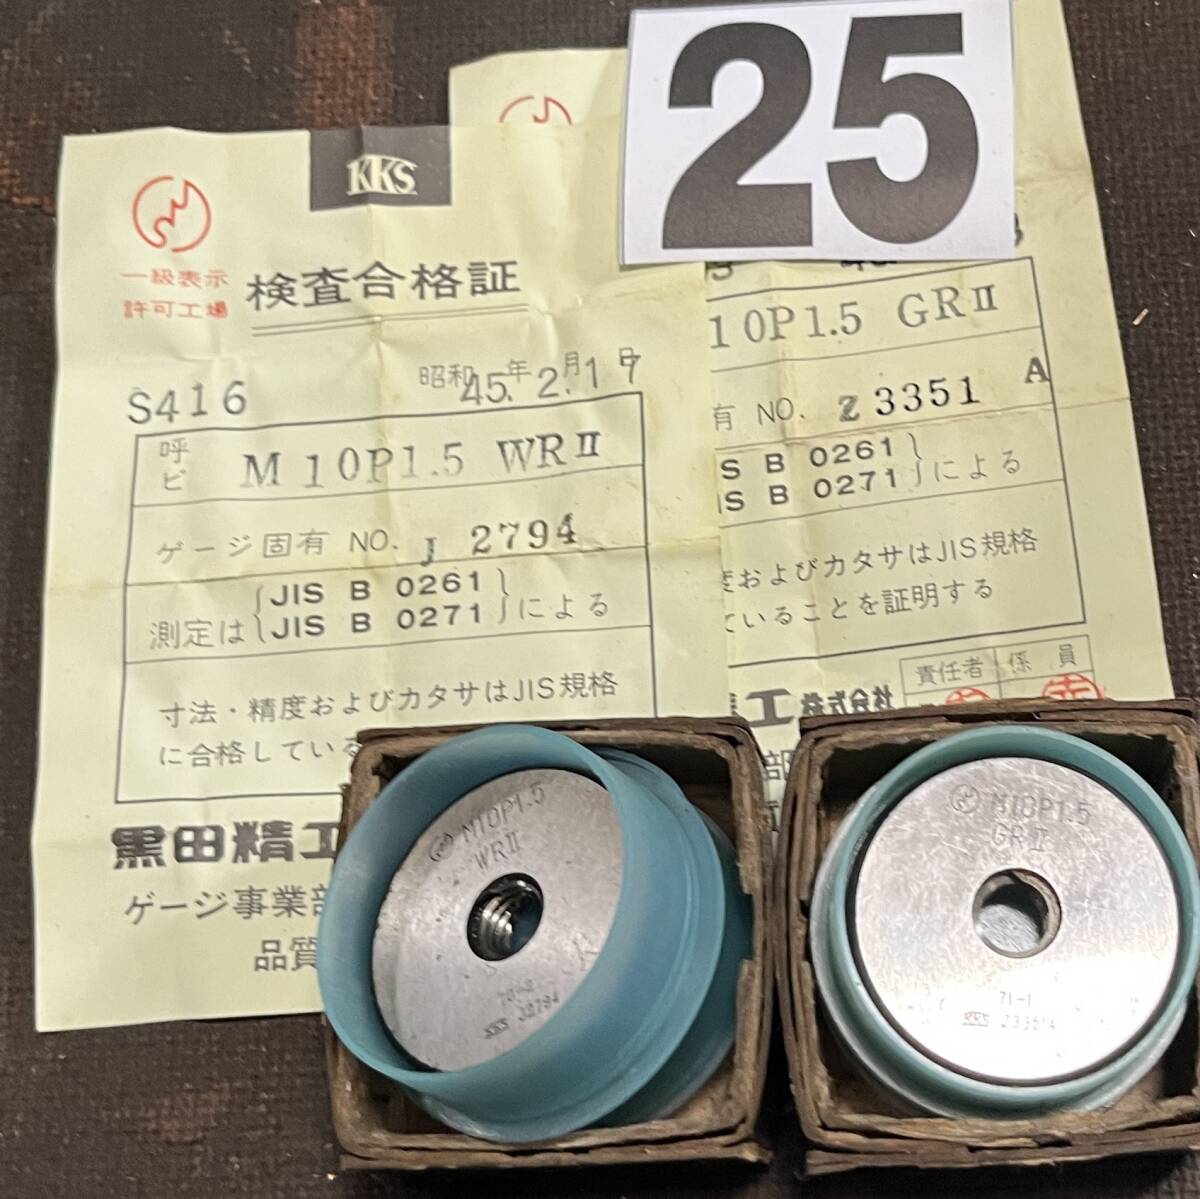 25
KKS
一級表示
許可工場
検査合格証
S416
昭和45.年2.月17日
呼ビ M10P1.5 WRⅡ
ゲージ固有 NO. J 2794
測定は{JIS B 0261
JIS B 0271}による
寸法・精度およびカタサはJIS規格
に合格している
黒田精工
ゲージ事業部
品質
10P1.5 GRⅡ
有 NO. Z3351 A
S B 0261
IS B 0271}による
度およびカタサはJIS規格
ていることを証明する
責任者 係員
工株式会社
部
M10P1.5
WRⅡ
70-2
KKS J2794
M10P1.5
GRⅡ
71-1
KKS Z3351A